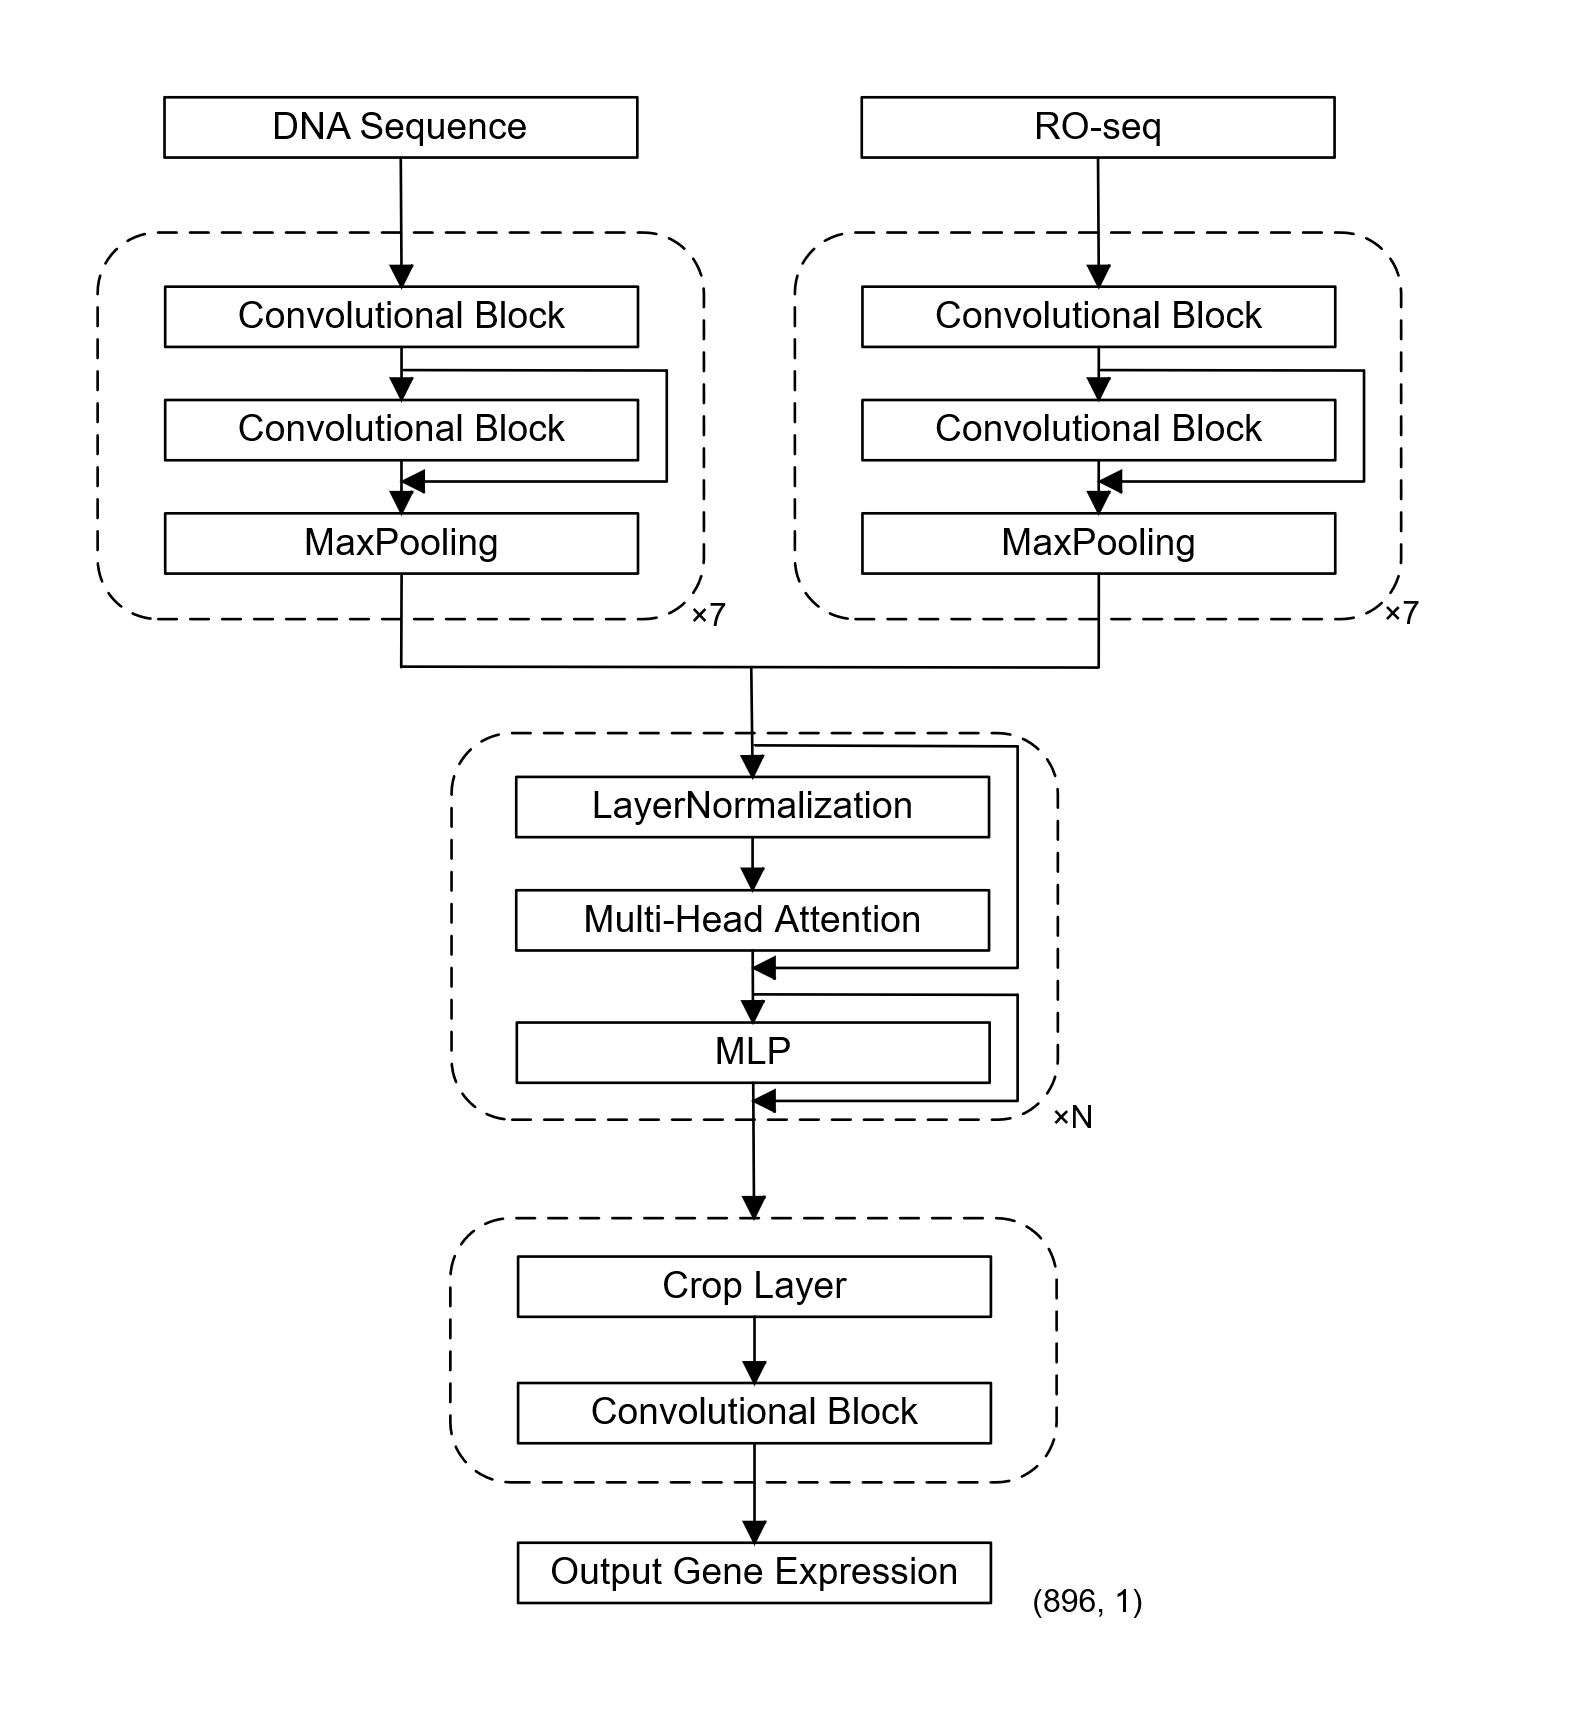 DNA Sequence
RO-seq
Convolutional Block
Convolutional Block
MaxPooling
×7
Convolutional Block
Convolutional Block
MaxPooling
×7
LayerNormalization
Multi-Head Attention
MLP
×N
Crop Layer
Convolutional Block
Output Gene Expression
(896, 1)